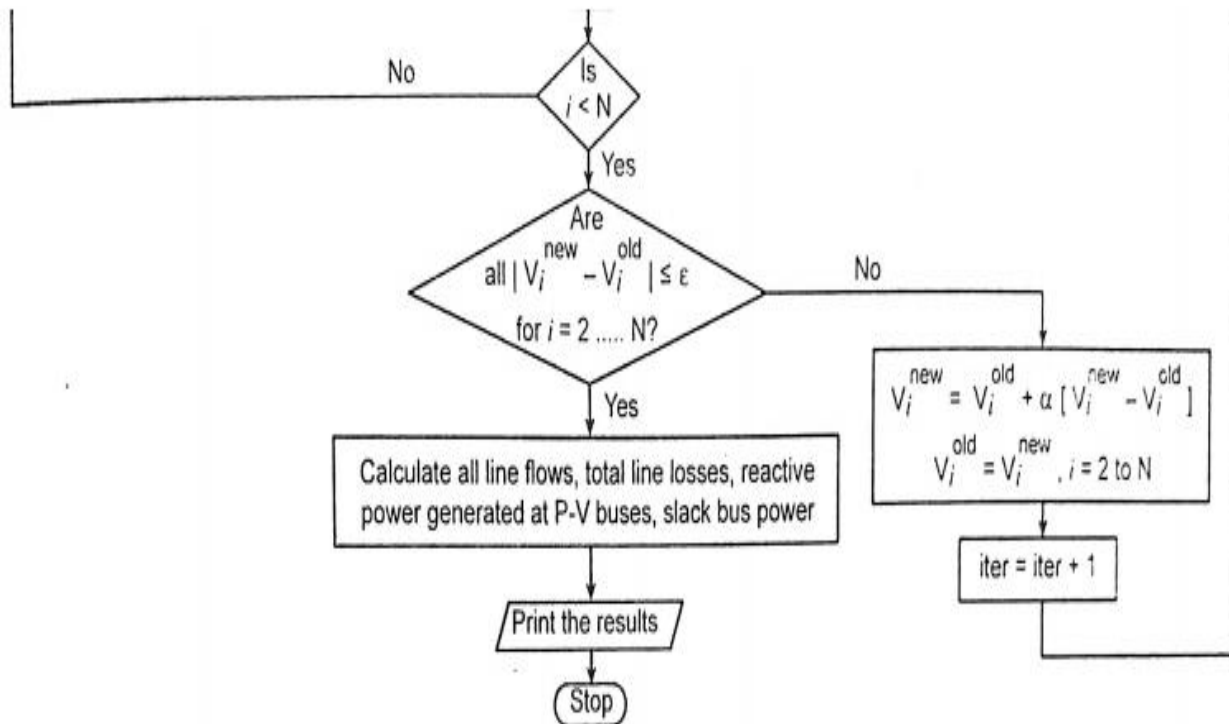 No
Is
i < N
Yes
Are
all | V_i^new – V_i^old | ≤ ε
for i = 2 ..... N?
No
V_i^new = V_i^old + α [ V_i^new – V_i^old ]
V_i^old = V_i^new , i = 2 to N
Yes
Calculate all line flows, total line losses, reactive
power generated at P-V buses, slack bus power
iter = iter + 1
Print the results
Stop